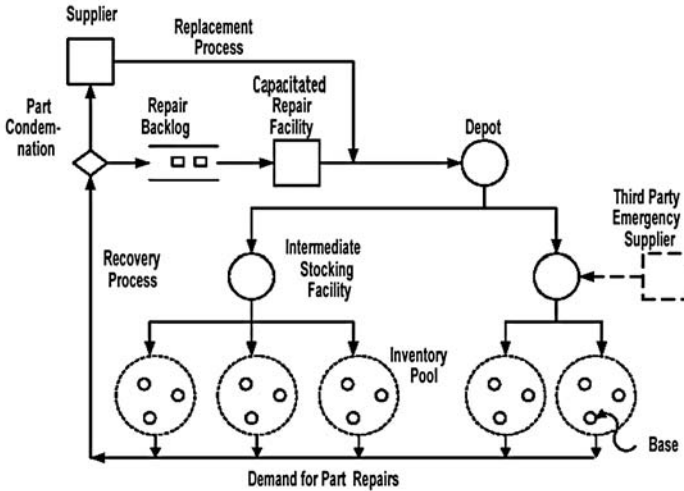 Supplier
Replacement
Process
Part
Condem-
nation
Repair
Backlog
Capacitated
Repair
Facility
Depot
Third Party
Emergency
Supplier
Recovery
Process
Intermediate
Stocking
Facility
Inventory
Pool
Base
Demand for Part Repairs